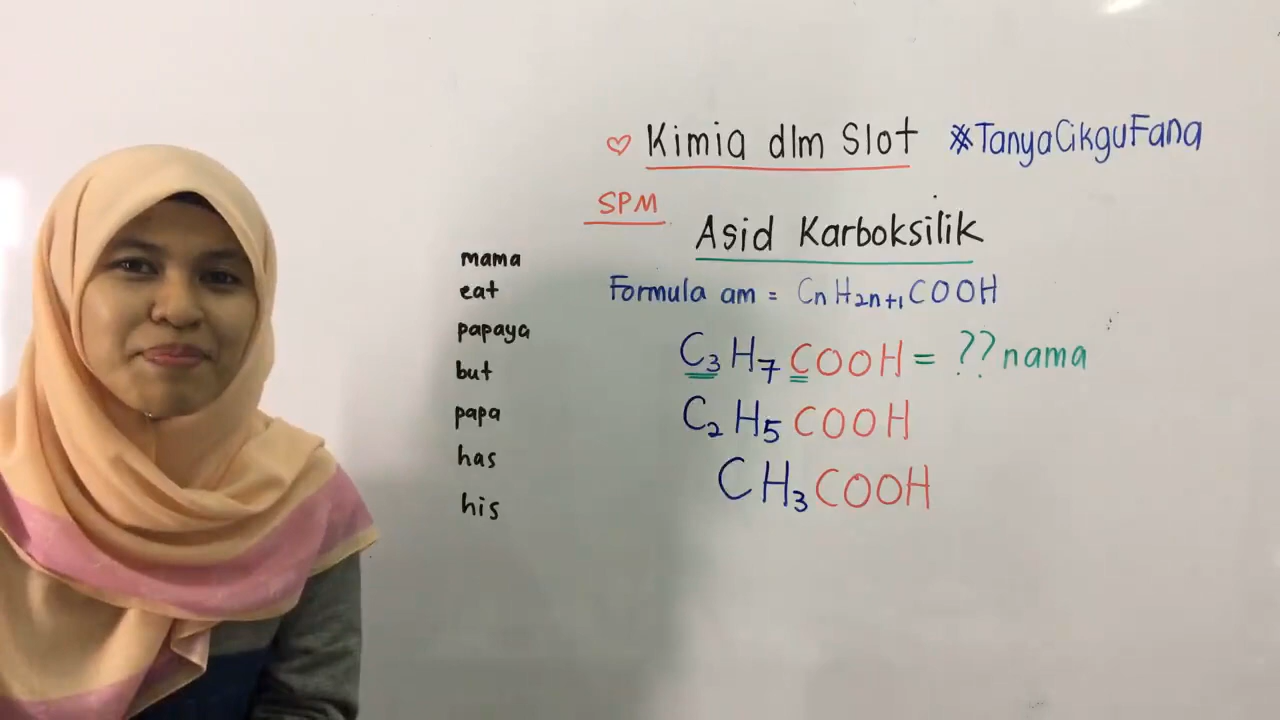 ♡ Kimia dlm Slot #TanyaCikguFana
SPM
Asid Karboksilik
mama
eat
papaya
but
papa
has
his
Formula am = CnH2n+1COOH
C3H7COOH = ?? nama
C2H5COOH
CH3COOH